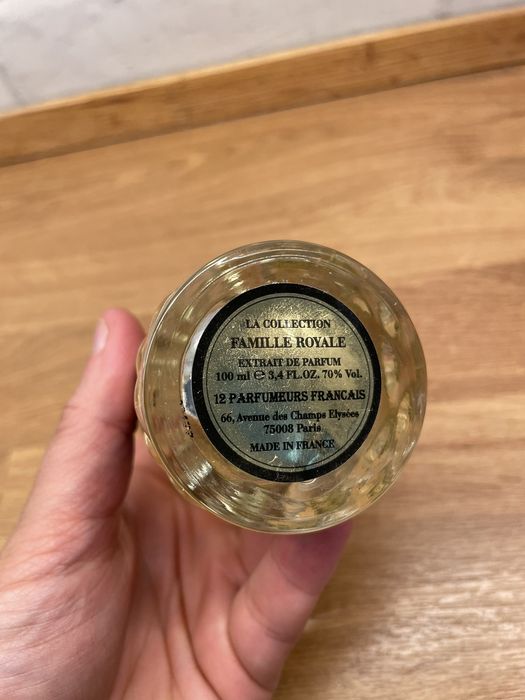 LA COLLECTION
FAMILLE ROYALE
EXTRAIT DE PARFUM
100 ml ℮ 3,4 FL.OZ. 70% Vol.
12 PARFUMEURS FRANCAIS
66, Avenue des Champs Elysées
75008 Paris
MADE IN FRANCE